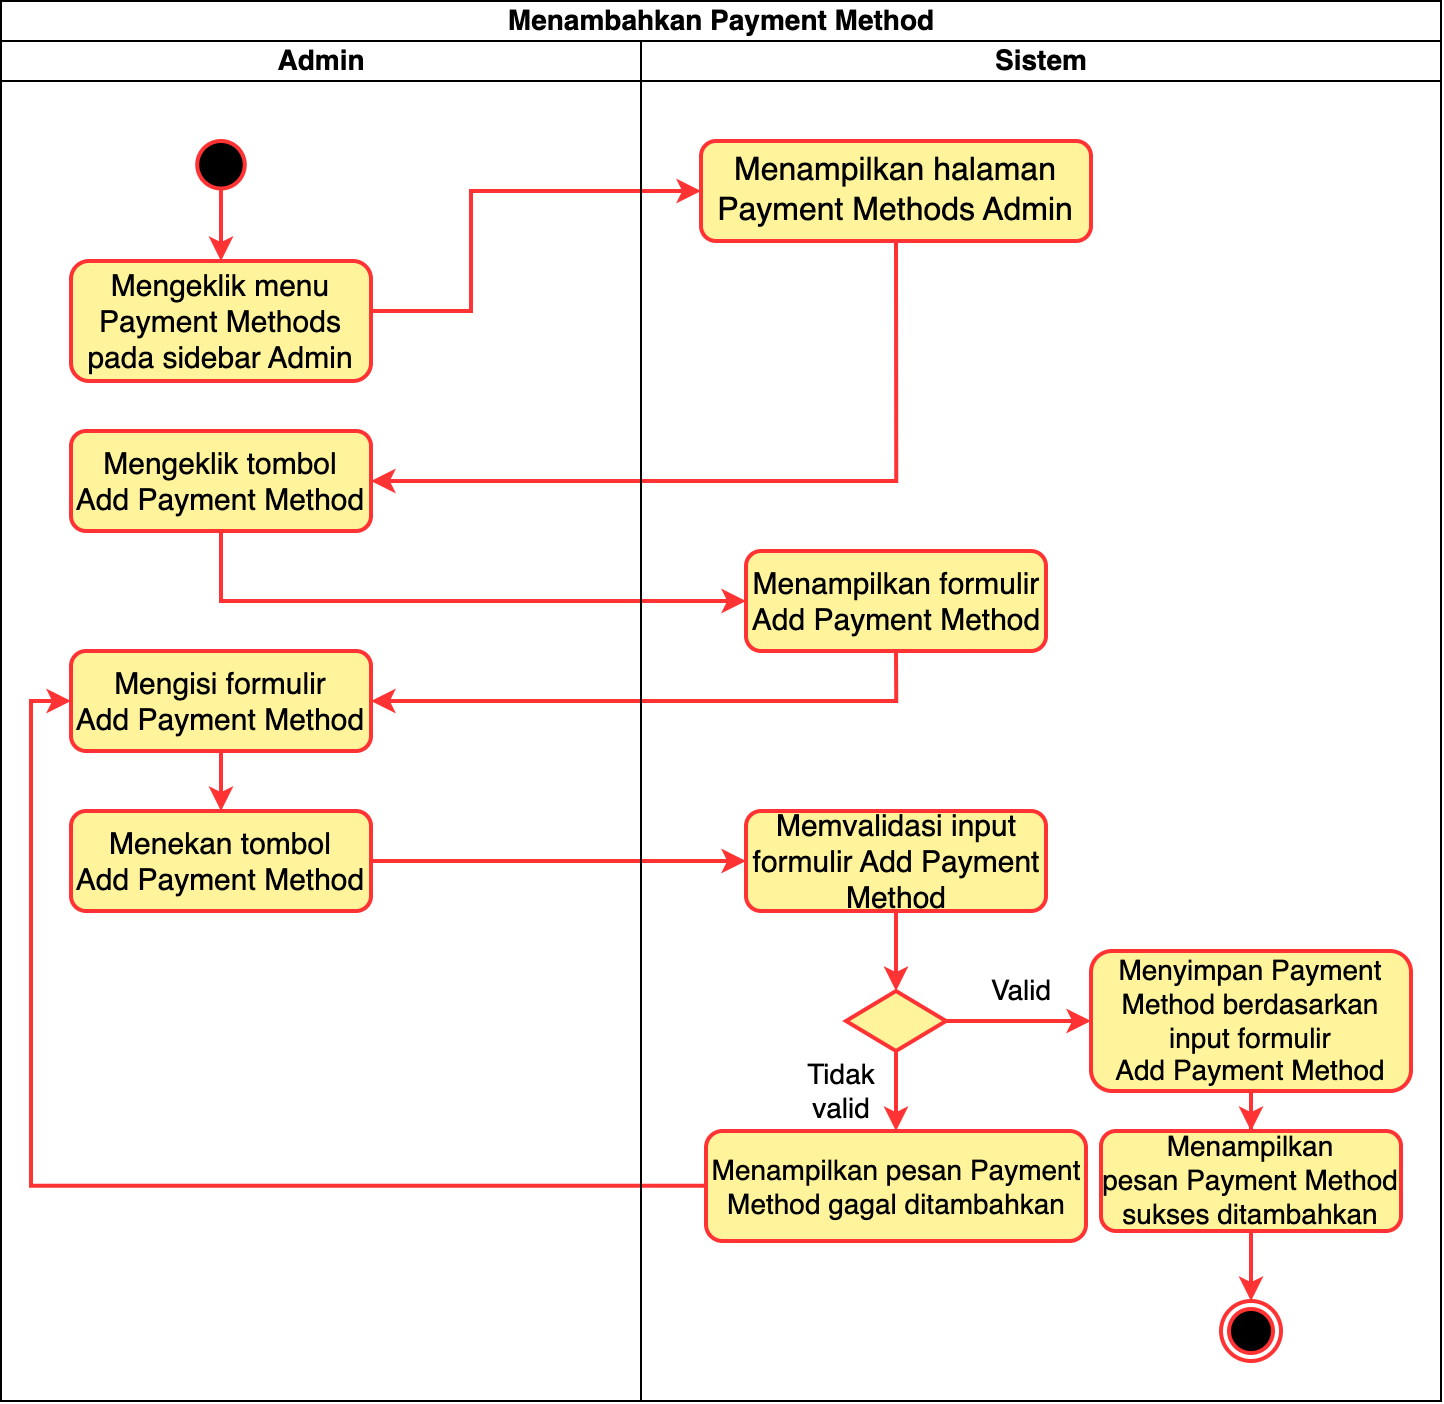 Menambahkan Payment Method
Admin
Sistem
Menampilkan halaman
Payment Methods Admin
Mengeklik menu
Payment Methods
pada sidebar Admin
Mengeklik tombol
Add Payment Method
Menampilkan formulir
Add Payment Method
Mengisi formulir
Add Payment Method
Menekan tombol
Add Payment Method
Memvalidasi input
formulir Add Payment
Method
Valid
Menyimpan Payment
Method berdasarkan
input formulir
Add Payment Method
Tidak
valid
Menampilkan pesan Payment
Method gagal ditambahkan
Menampilkan
pesan Payment Method
sukses ditambahkan